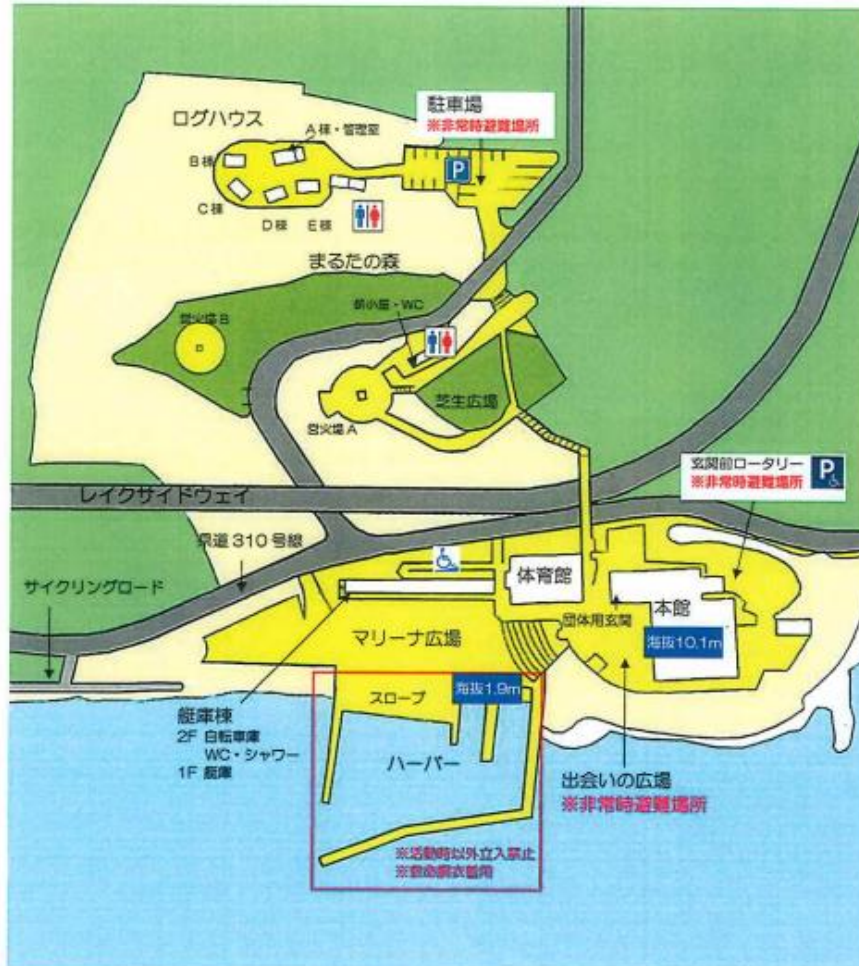 駐車場
※非常時避難場所
ログハウス
A棟・管理室
B棟
P
C棟
D棟 E棟
まるたの森
営火場B
薪小屋・WC
芝生広場
営火場A
玄関前ロータリー
※非常時避難場所
P
レイクサイドウェイ
県道310号線
サイクリングロード
体育館
本館
団体用玄関
海抜10.1m
マリーナ広場
スロープ
海抜1.9m
艇庫棟
2F 自転車庫
WC・シャワー
1F 艇庫
ハーバー
出会いの広場
※非常時避難場所
※活動時以外立入禁止
※救命胴衣着用